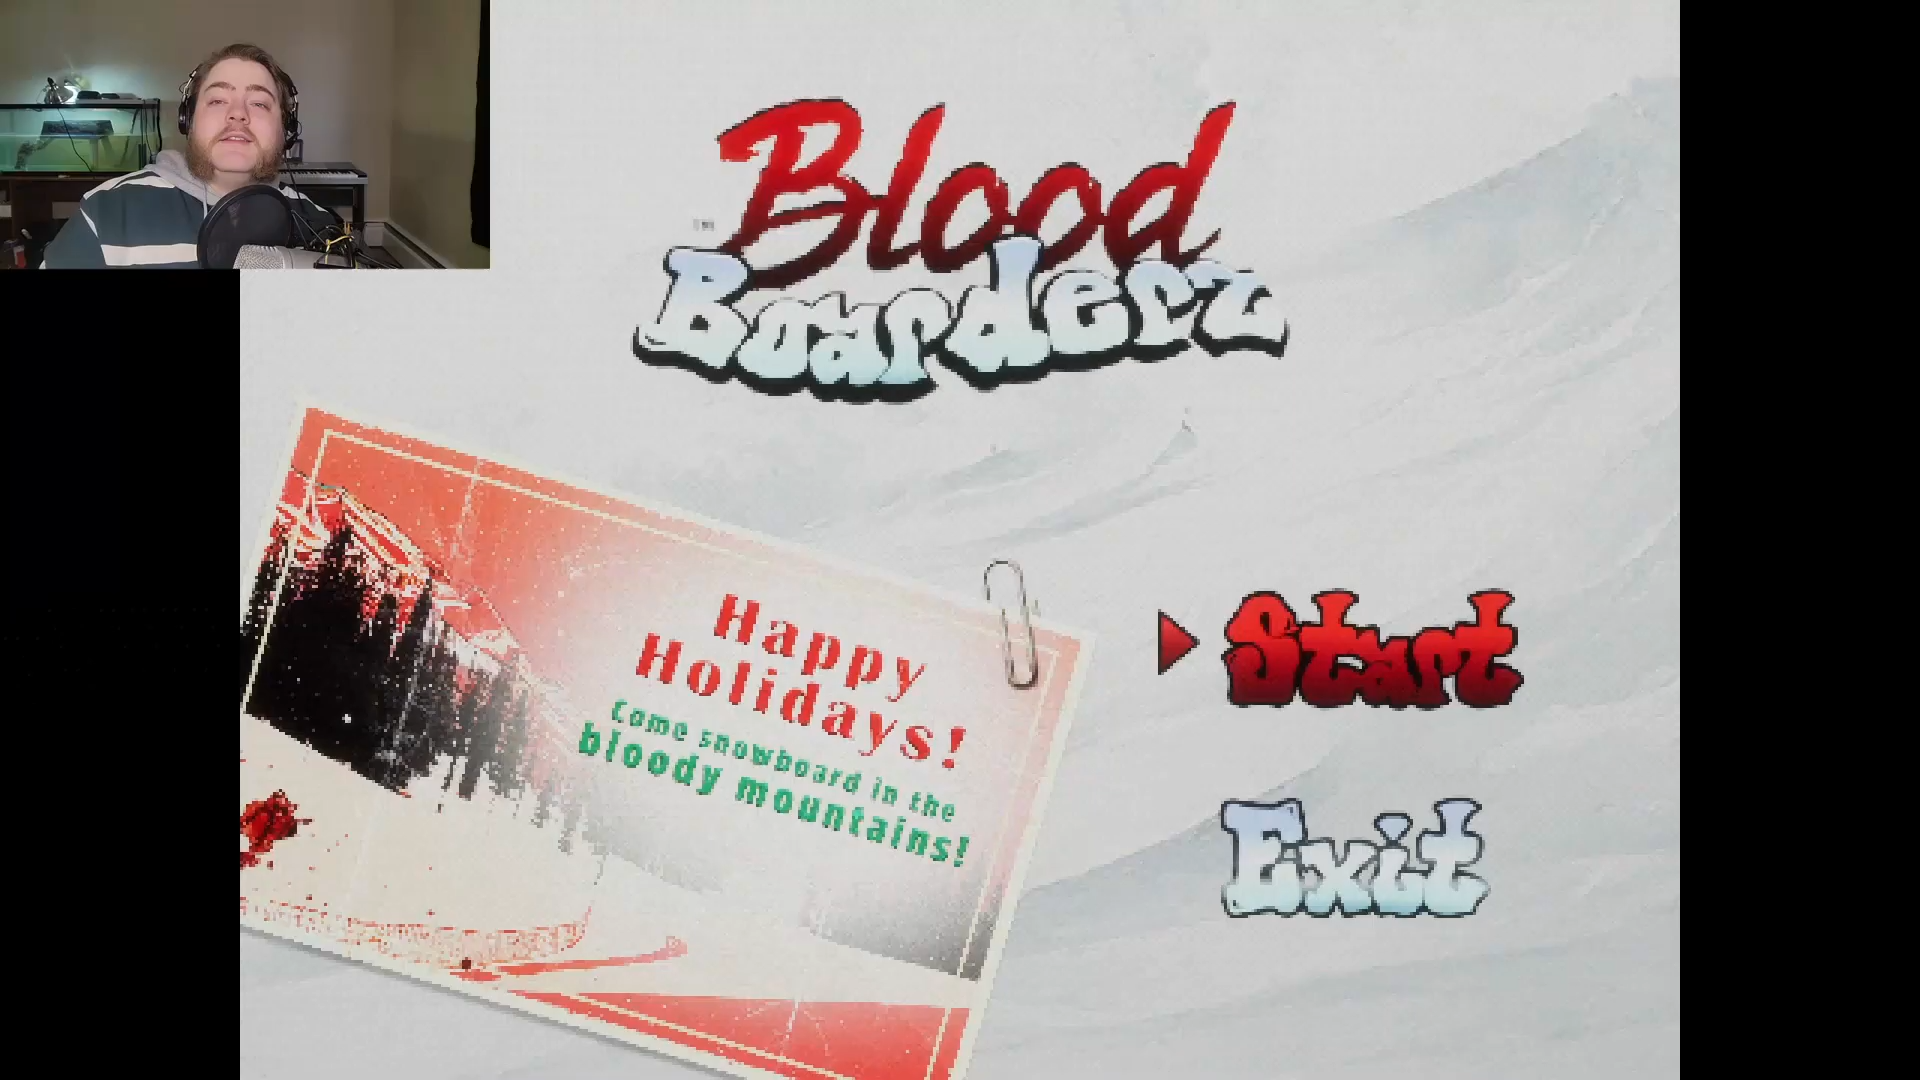 Blood
Boarderz
Happy
Holidays!
Come snowboard in the
bloody mountains!
Start
Exit